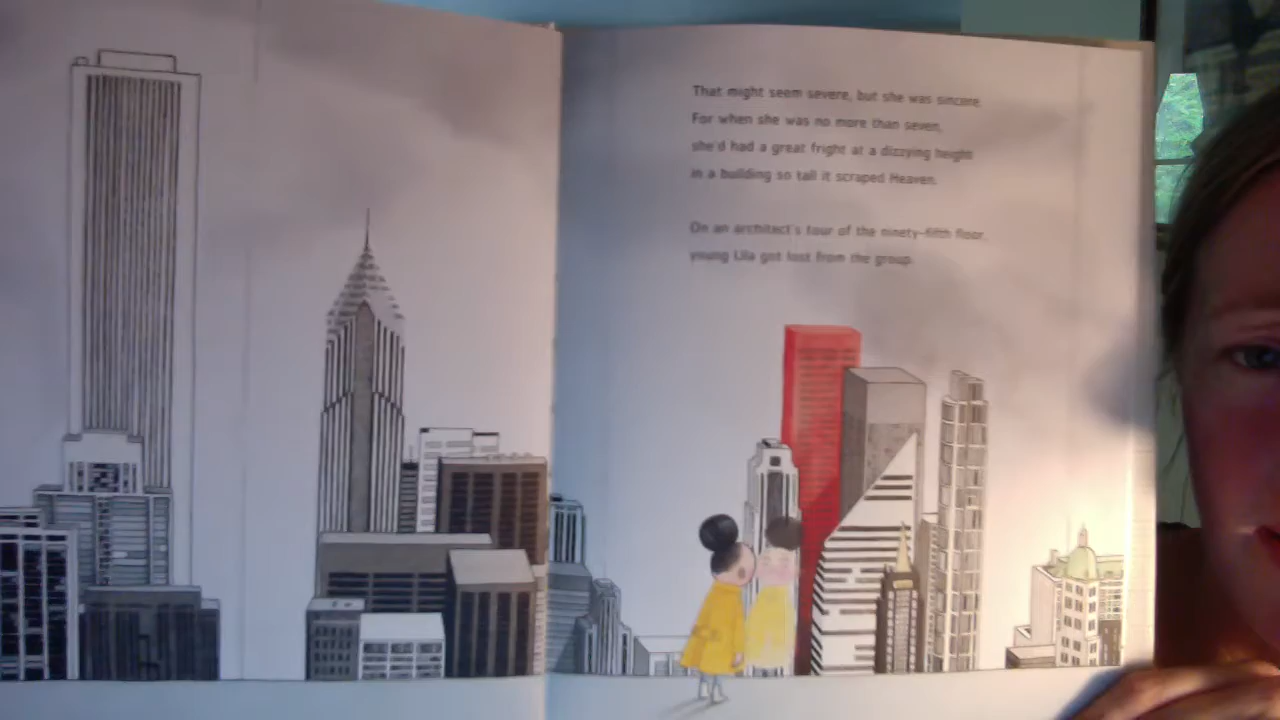 That might seem severe, but she was sincere.
For when she was no more than seven,
she'd had a great fright at a dizzying height
in a building so tall it scraped Heaven.
On an architect's tour of the ninety-fifth floor,
young Lila got lost from the group.